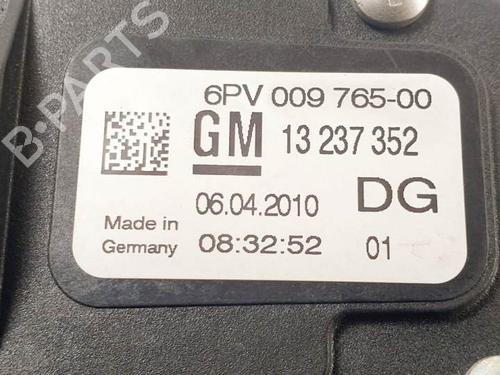 B-PARTS
6PV 009 765-00
GM 13 237 352
06.04.2010 DG
Made in
Germany 08:32:52 01